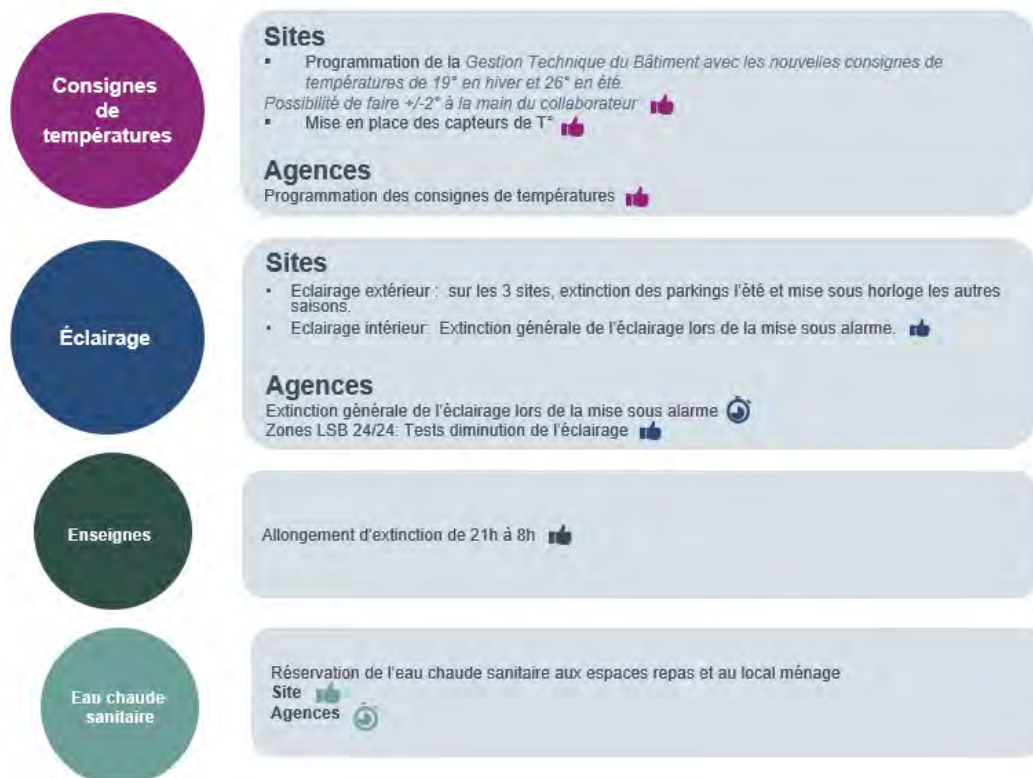 Consignes
de
températures
Sites
▪ Programmation de la Gestion Technique du Bâtiment avec les nouvelles consignes de
températures de 19° en hiver et 26° en été.
Possibilité de faire +/-2° à la main du collaborateur
▪ Mise en place des capteurs de T°
Agences
Programmation des consignes de températures
Éclairage
Sites
• Eclairage extérieur : sur les 3 sites, extinction des parkings l'été et mise sous horloge les autres
saisons.
• Eclairage intérieur: Extinction générale de l'éclairage lors de la mise sous alarme.
Agences
Extinction générale de l'éclairage lors de la mise sous alarme
Zones LSB 24/24: Tests diminution de l'éclairage
Enseignes
Allongement d'extinction de 21h à 8h
Eau chaude
sanitaire
Réservation de l'eau chaude sanitaire aux espaces repas et au local ménage
Site
Agences